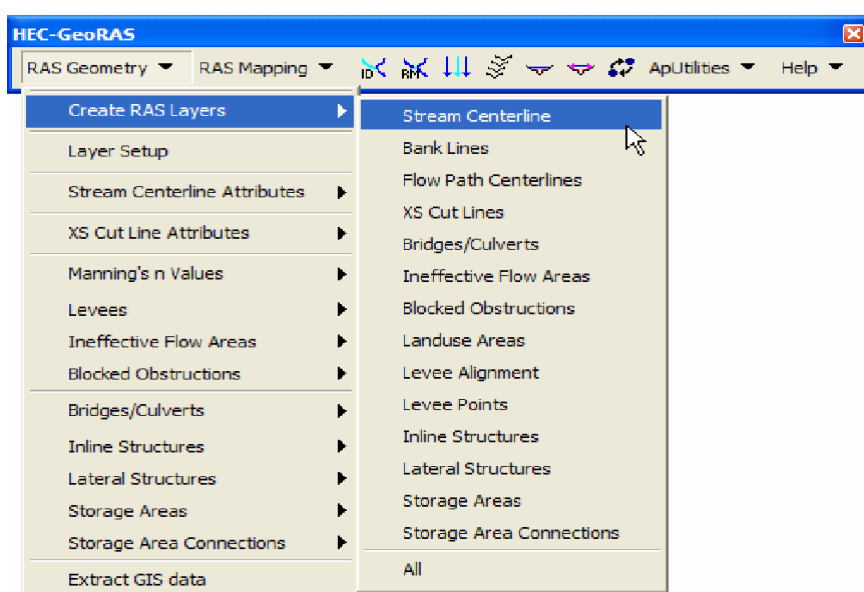 HEC-GeoRAS
RAS Geometry RAS Mapping ID RM ApUtilities Help
Create RAS Layers
Layer Setup
Stream Centerline Attributes
XS Cut Line Attributes
Manning's n Values
Levees
Ineffective Flow Areas
Blocked Obstructions
Bridges/Culverts
Inline Structures
Lateral Structures
Storage Areas
Storage Area Connections
Extract GIS data
Stream Centerline
Bank Lines
Flow Path Centerlines
XS Cut Lines
Bridges/Culverts
Ineffective Flow Areas
Blocked Obstructions
Landuse Areas
Levee Alignment
Levee Points
Inline Structures
Lateral Structures
Storage Areas
Storage Area Connections
All